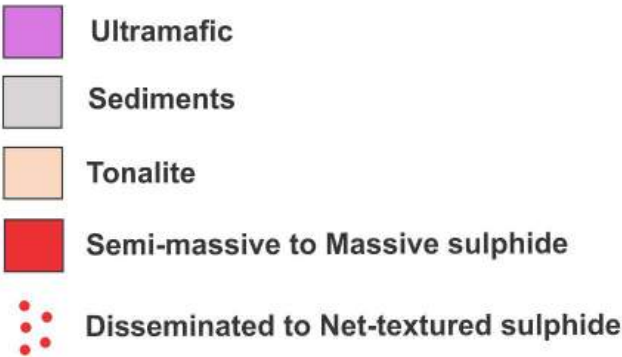 Ultramafic
Sediments
Tonalite
Semi-massive to Massive sulphide
Disseminated to Net-textured sulphide